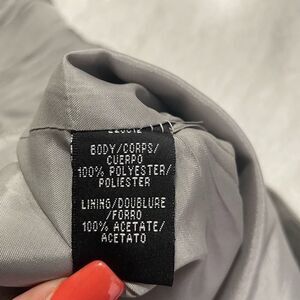 BODY/CORPS/
CUERPO
100% POLYESTER/
POLIESTER
LINING/DOUBLURE
/FORRO
100% ACETATE/
ACETATO